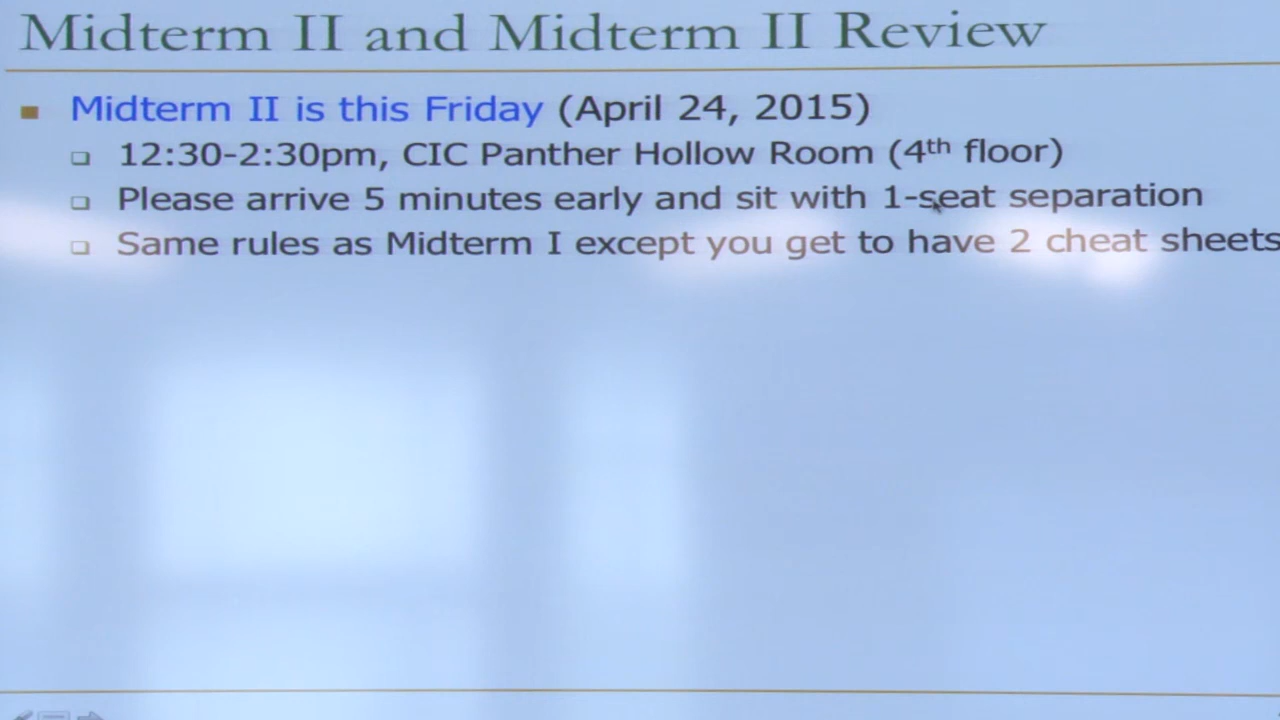 Midterm II and Midterm II Review
Midterm II is this Friday (April 24, 2015)
12:30-2:30pm, CIC Panther Hollow Room (4th floor)
Please arrive 5 minutes early and sit with 1-seat separation
Same rules as Midterm I except you get to have 2 cheat sheets